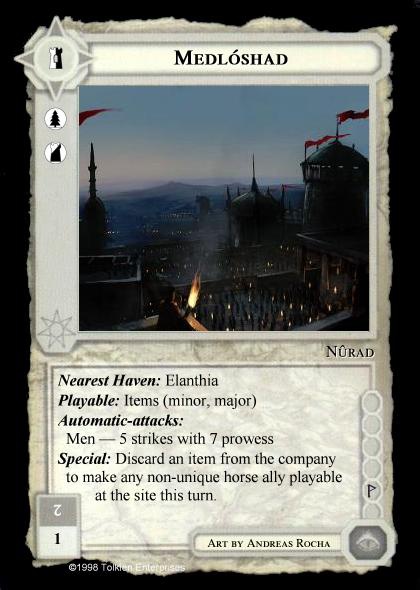 MEDLÓSHAD
NÛRAD
Nearest Haven: Elanthia
Playable: Items (minor, major)
Automatic-attacks:
Men — 5 strikes with 7 prowess
Special: Discard an item from the company
to make any non-unique horse ally playable
at the site this turn.
2
1
ART BY ANDREAS ROCHA
©1998 Tolkien Enterprises